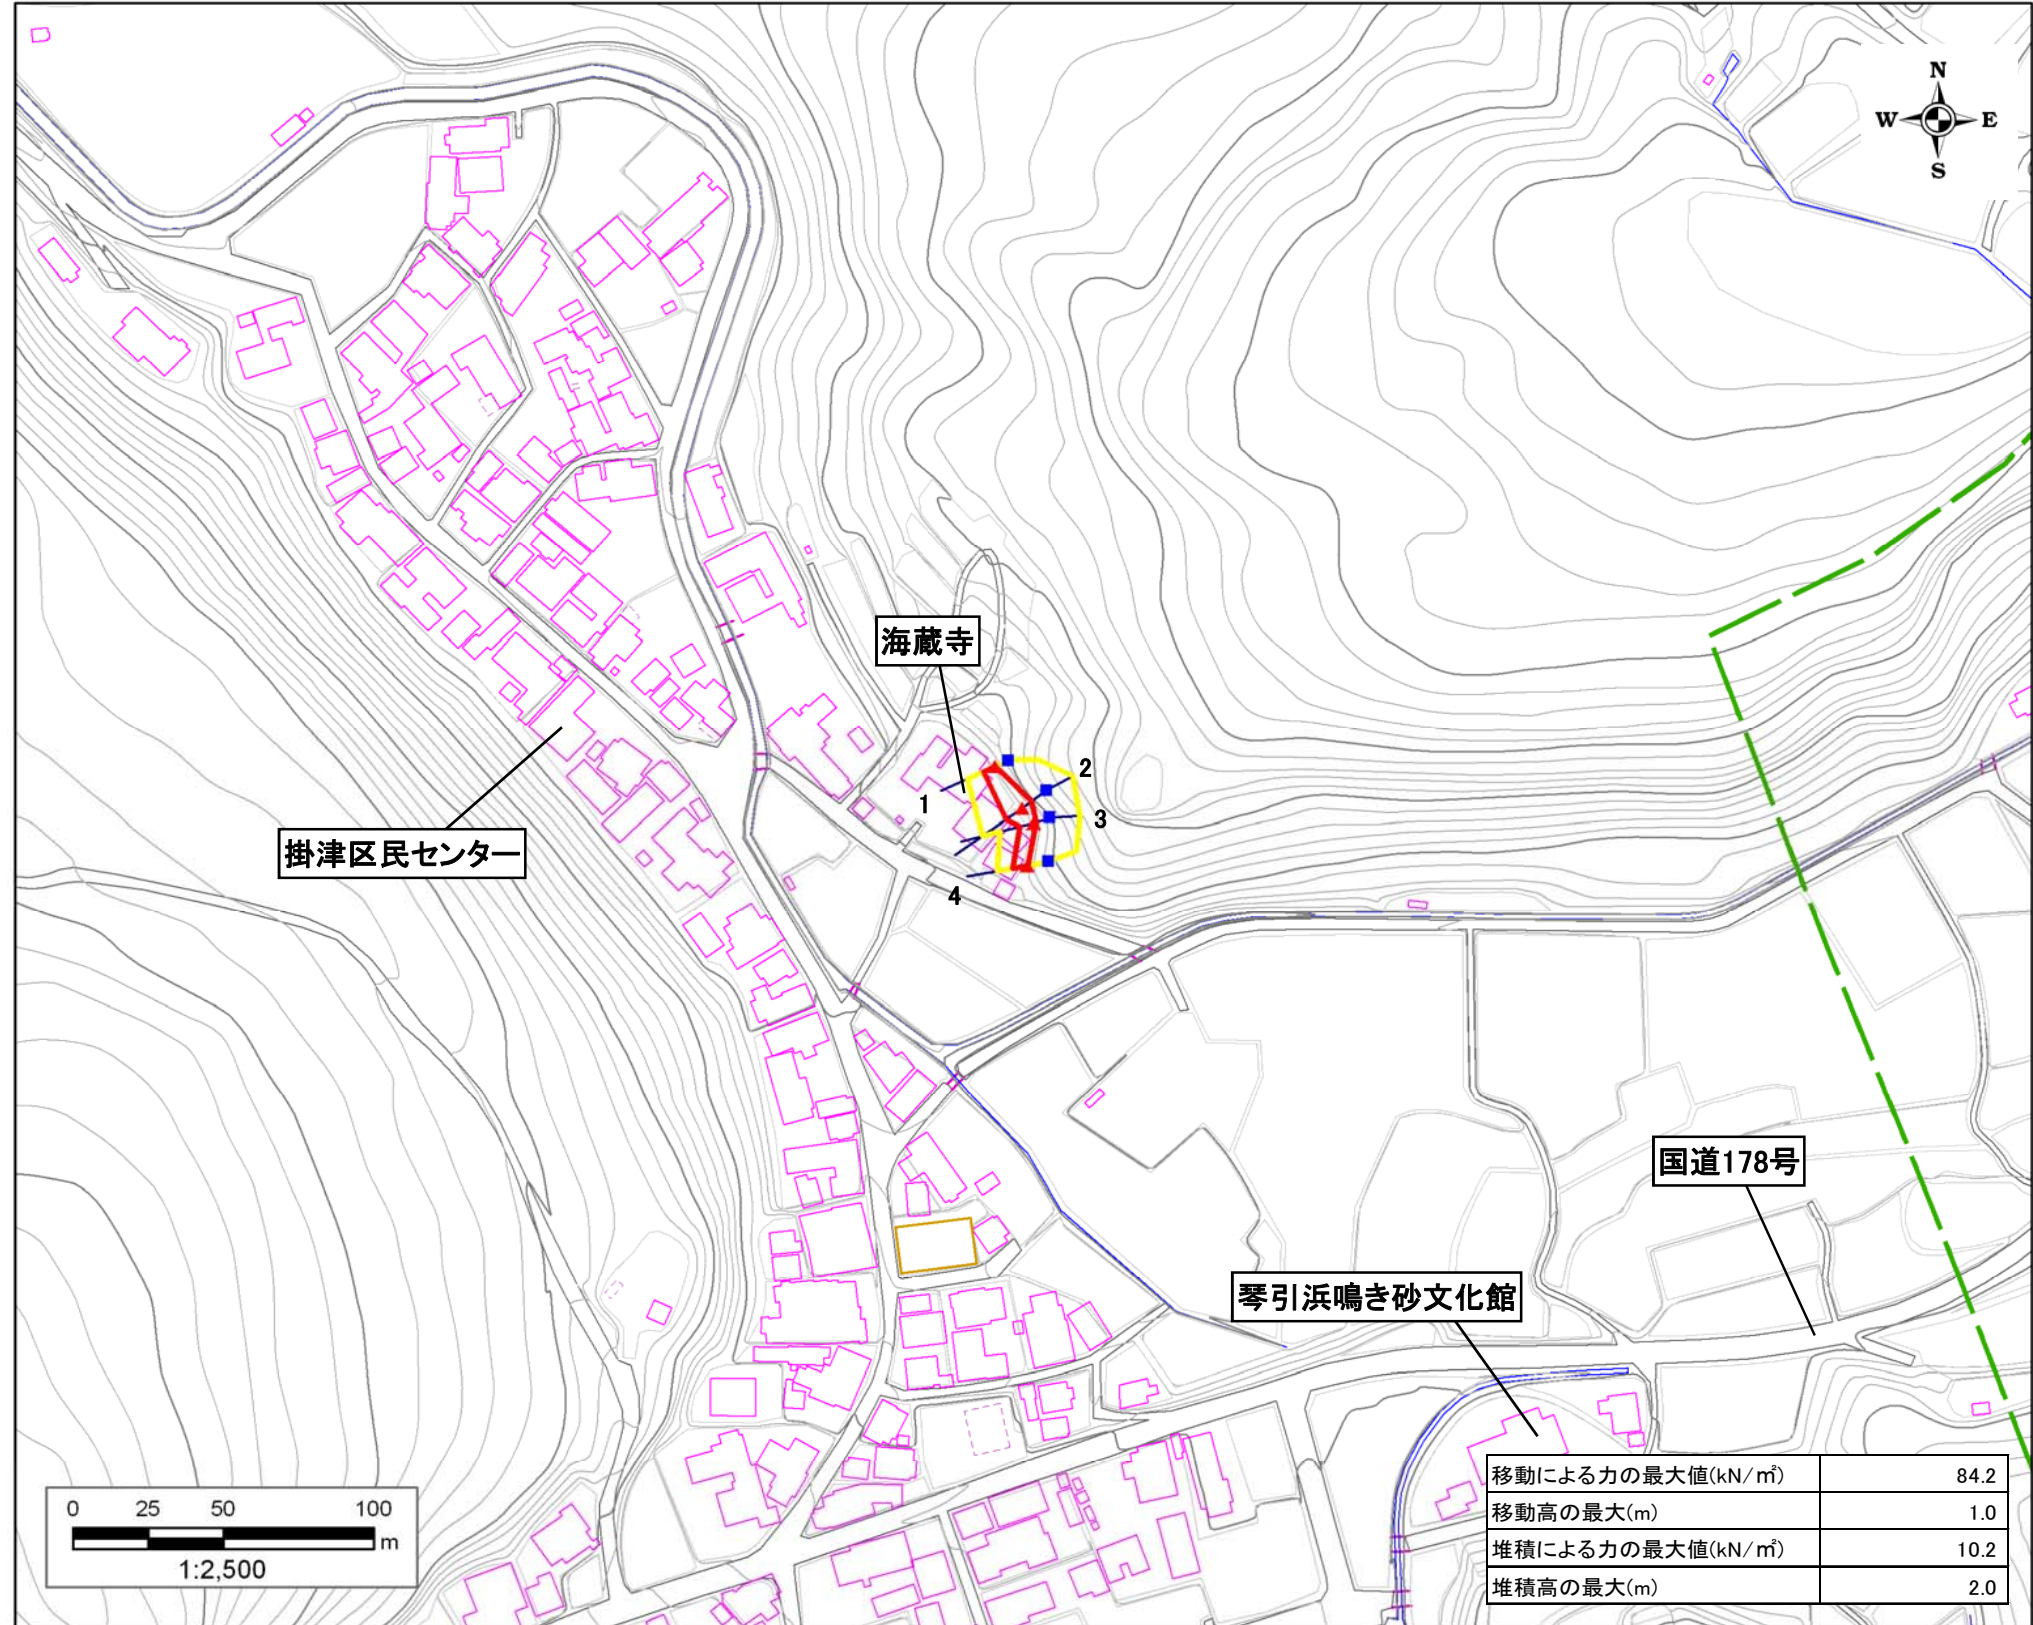 N
W E
S
海蔵寺
2
1
3
掛津区民センター
4
国道178号
琴引浜鳴き砂文化館
移動による力の最大値(kN/㎡) 84.2
移動高の最大(m) 1.0
堆積による力の最大値(kN/㎡) 10.2
堆積高の最大(m) 2.0
0 25 50 100
m
1:2,500